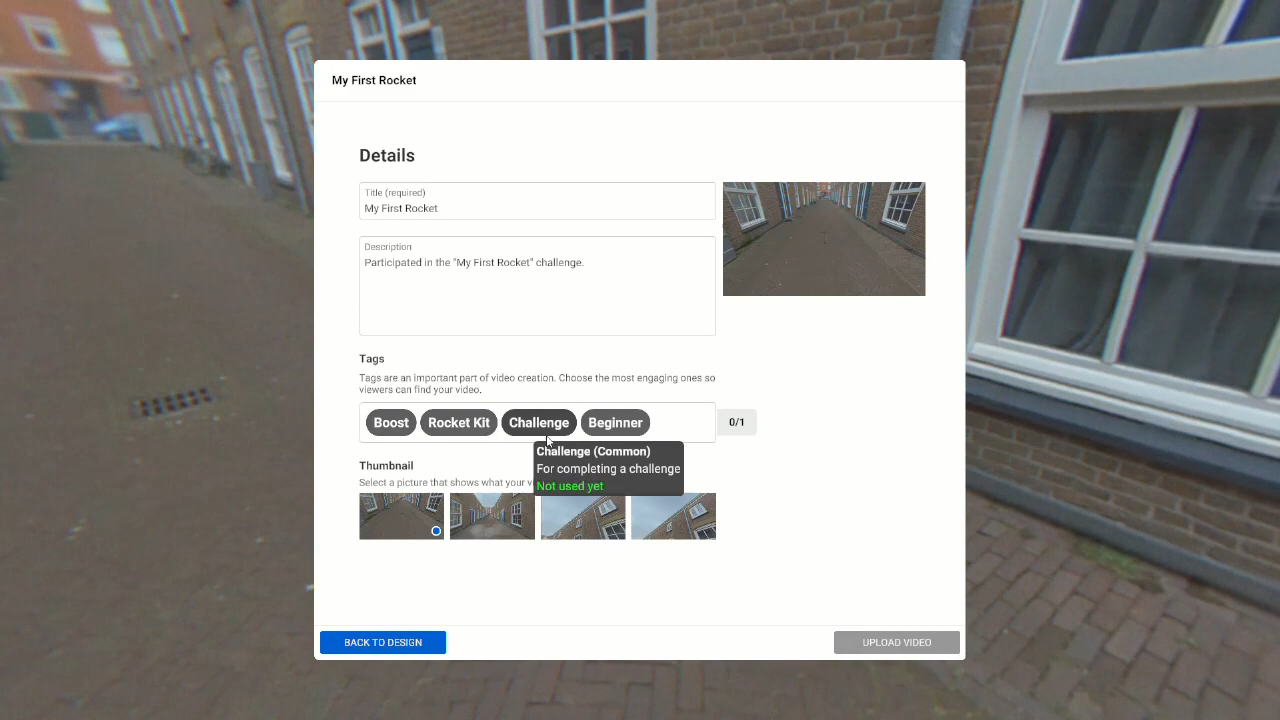 My First Rocket
Details
Title (required)
My First Rocket
Description
Participated in the "My First Rocket" challenge.
Tags
Tags are an important part of video creation. Choose the most engaging ones so
viewers can find your video.
Boost Rocket Kit Challenge Beginner 0/1
Challenge (Common)
For completing a challenge
Not used yet
Thumbnail
Select a picture that shows what your v
BACK TO DESIGN UPLOAD VIDEO